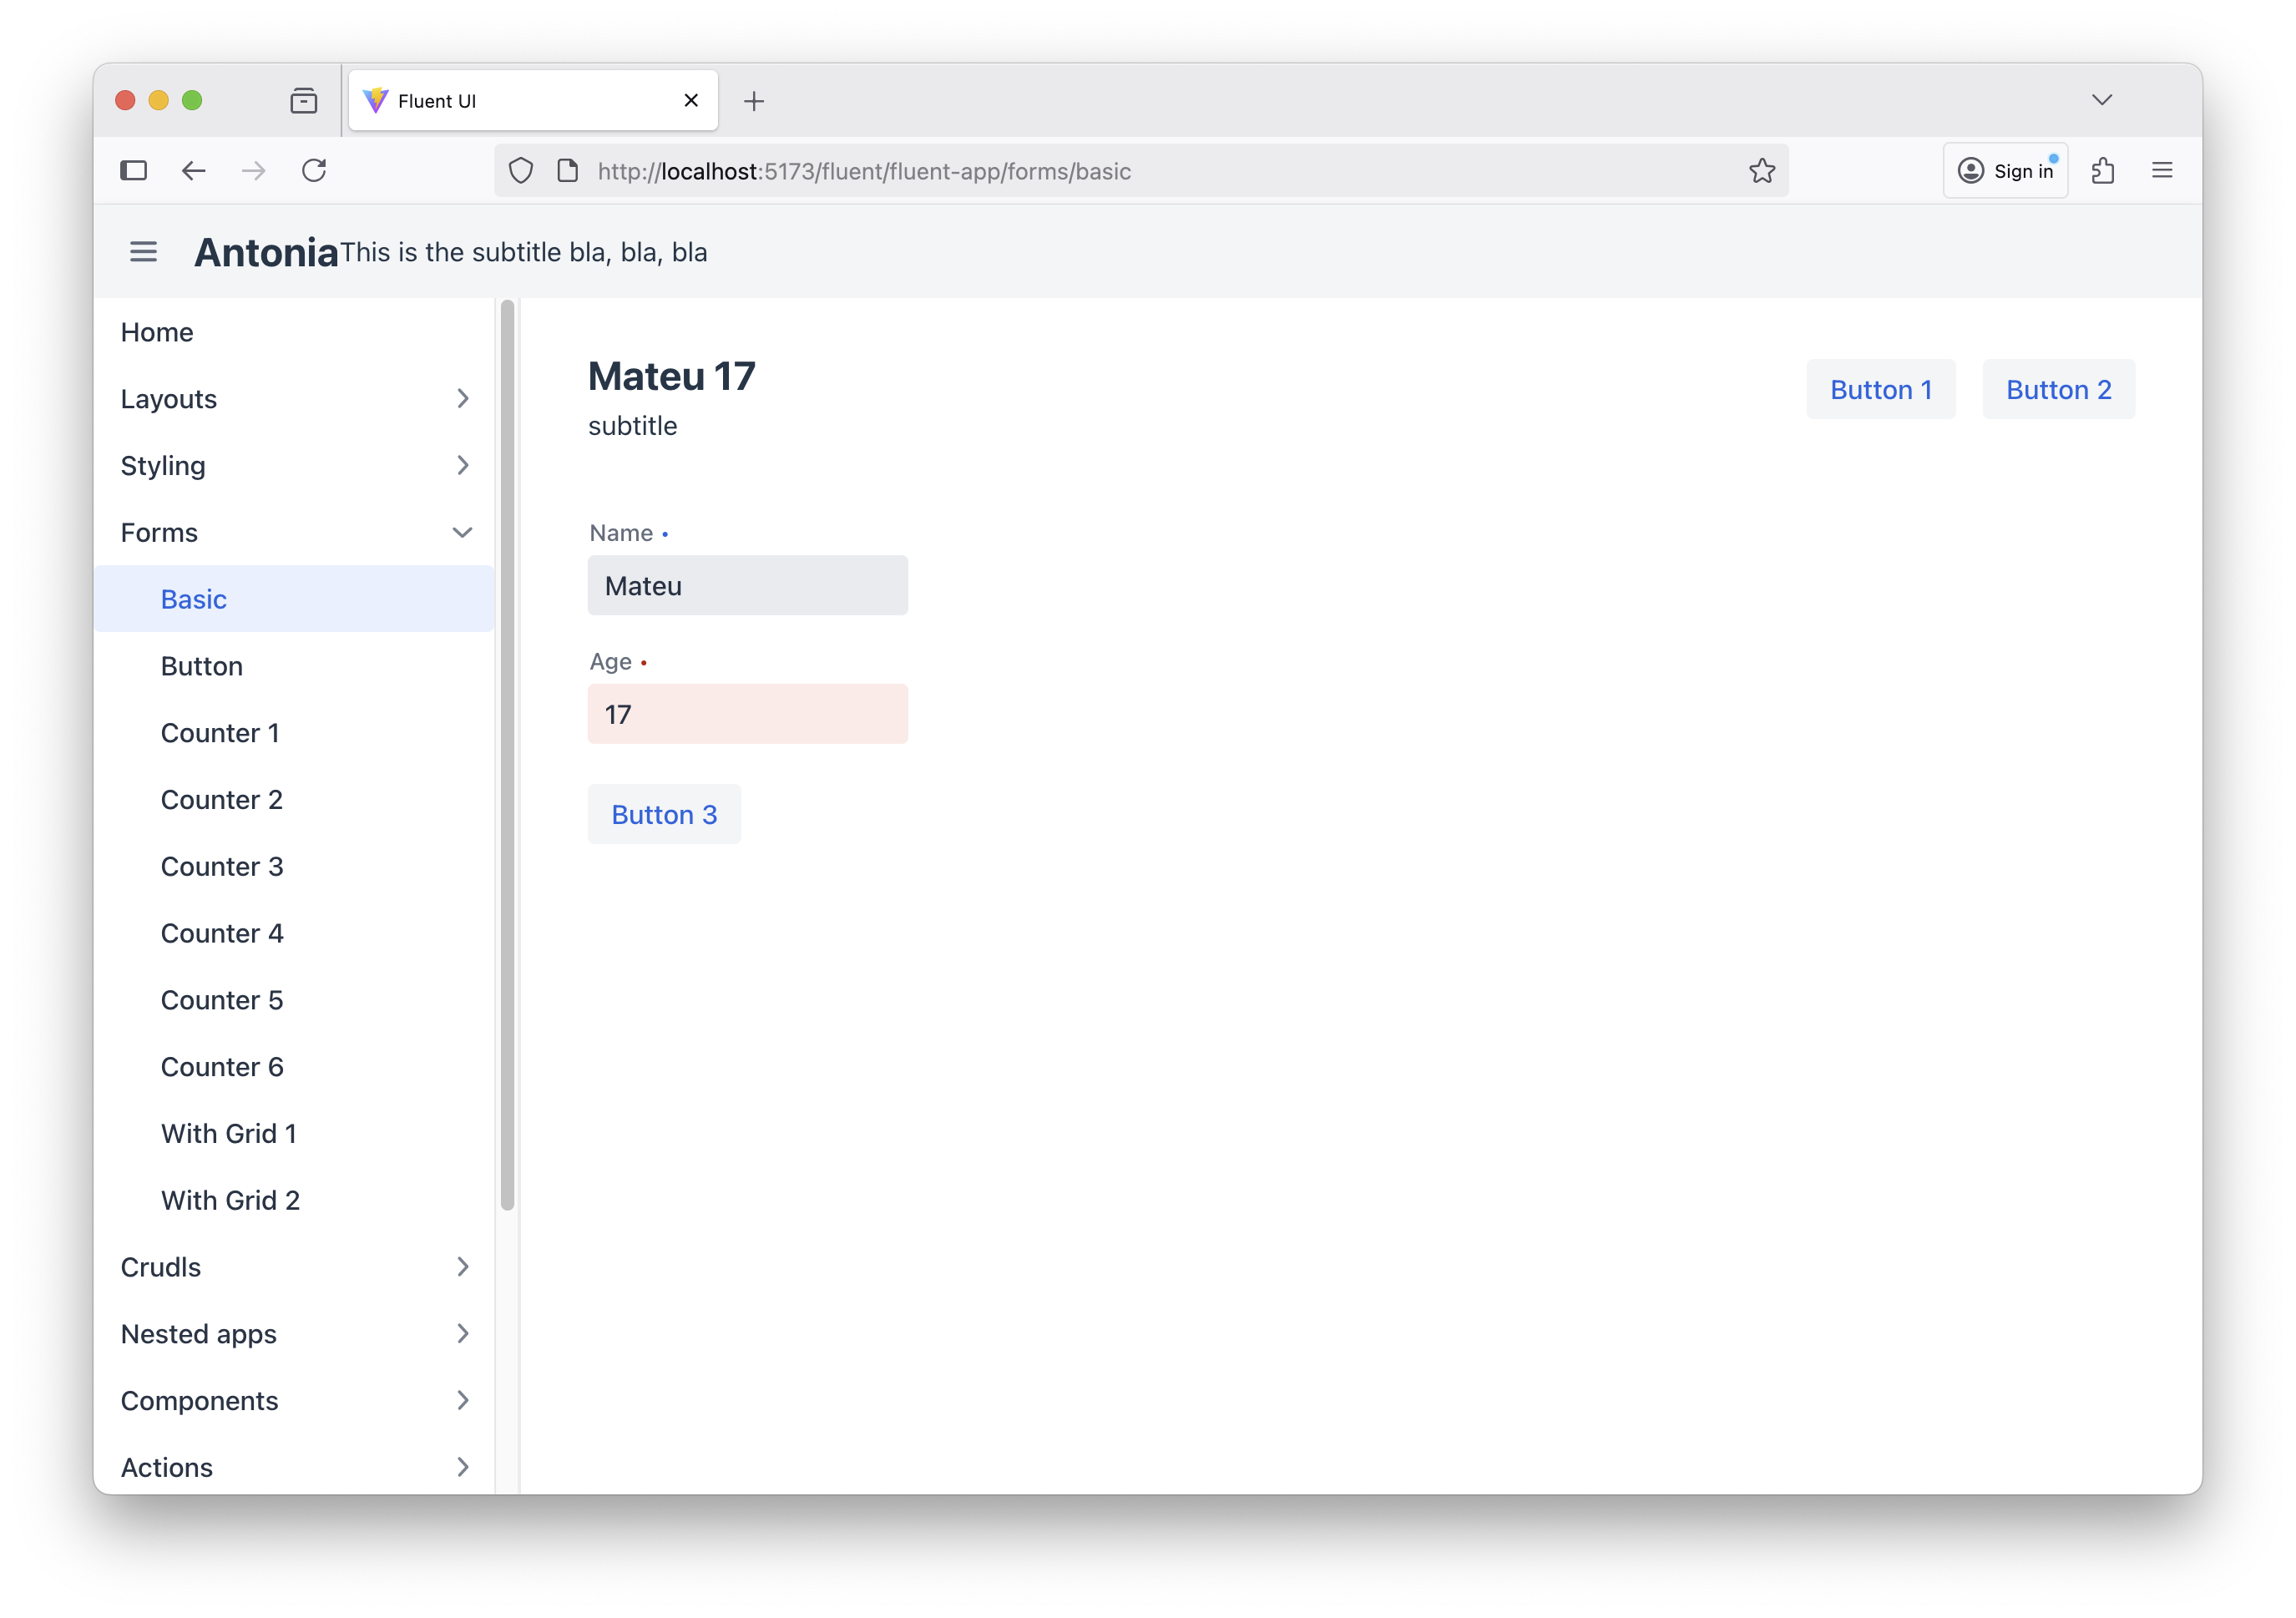 Fluent UI
http://localhost:5173/fluent/fluent-app/forms/basic
Sign in
Antonia This is the subtitle bla, bla, bla
Home
Layouts
Styling
Forms
Basic
Button
Counter 1
Counter 2
Counter 3
Counter 4
Counter 5
Counter 6
With Grid 1
With Grid 2
Crudls
Nested apps
Components
Actions
Mateu 17
subtitle
Button 1
Button 2
Name •
Mateu
Age •
17
Button 3